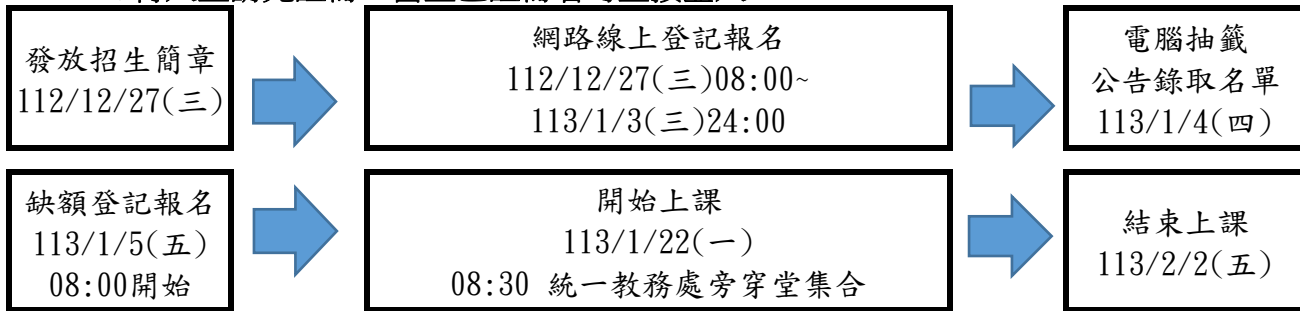 發放招生簡章
112/12/27(三)
網路線上登記報名
112/12/27(三)08:00~
113/1/3(三)24:00
電腦抽籤
公告錄取名單
113/1/4(四)
缺額登記報名
113/1/5(五)
08:00開始
開始上課
113/1/22(一)
08:30 統一教務處旁穿堂集合
結束上課
113/2/2(五)